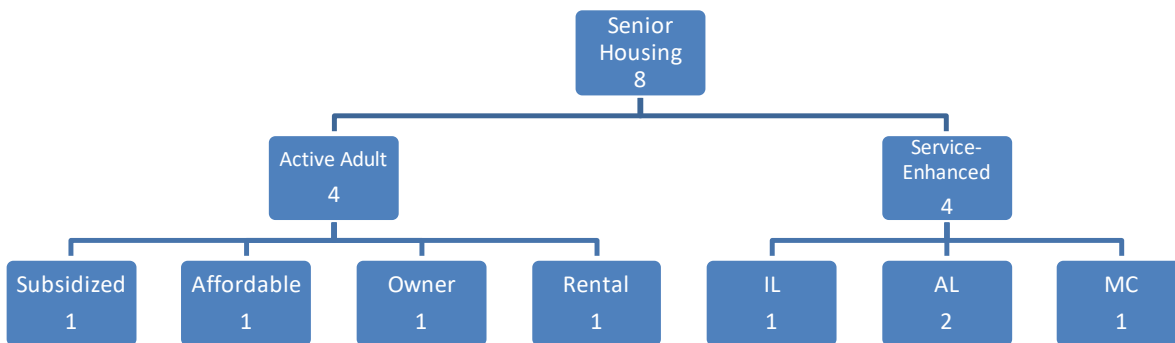 Senior
Housing
8
Active Adult
4
Service-
Enhanced
4
Subsidized
1
Affordable
1
Owner
1
Rental
1
IL
1
AL
2
MC
1